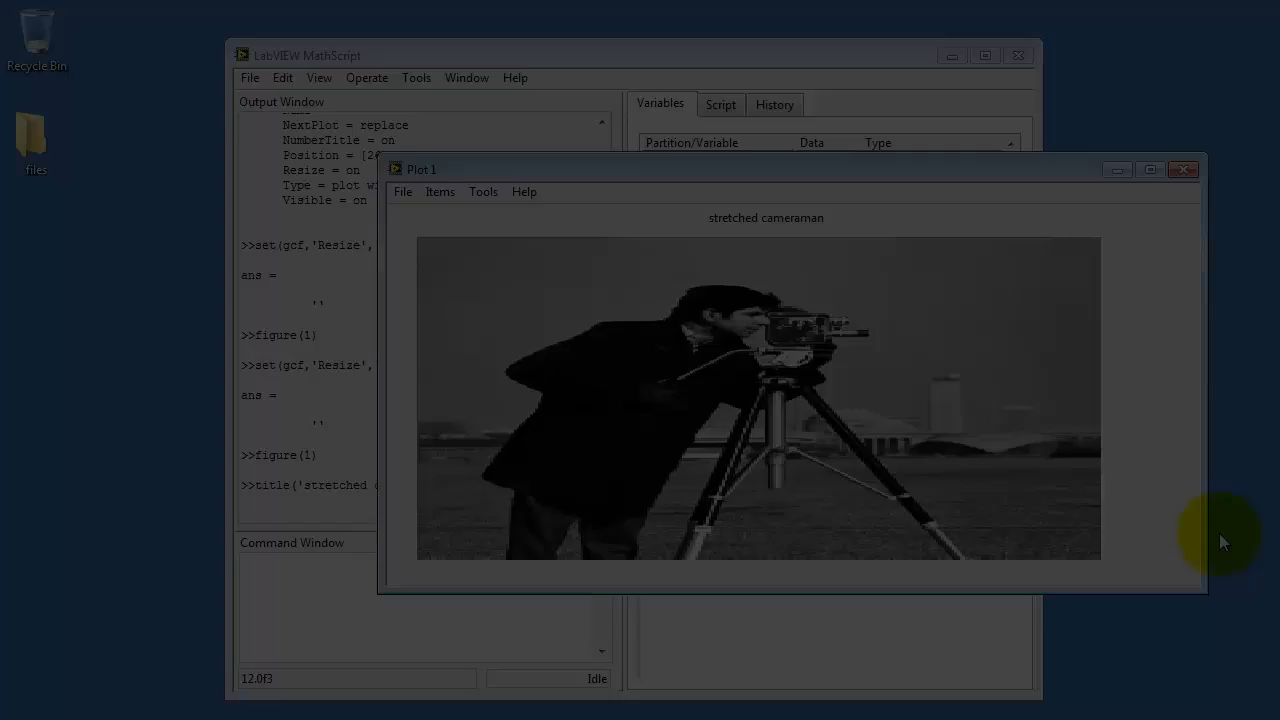 Recycle Bin
files
LabVIEW MathScript
File Edit View Operate Tools Window Help
Output Window
NextPlot = replace
NumberTitle = on
Position = [26
Resize = on
Type = plot wi
Visible = on
>>set(gcf,'Resize',
ans =
''
>>figure(1)
>>set(gcf,'Resize',
ans =
''
>>figure(1)
>>title('stretched c
Command Window
12.0f3
Idle
Variables Script History
Partition/Variable Data Type
Plot 1
File Items Tools Help
stretched cameraman